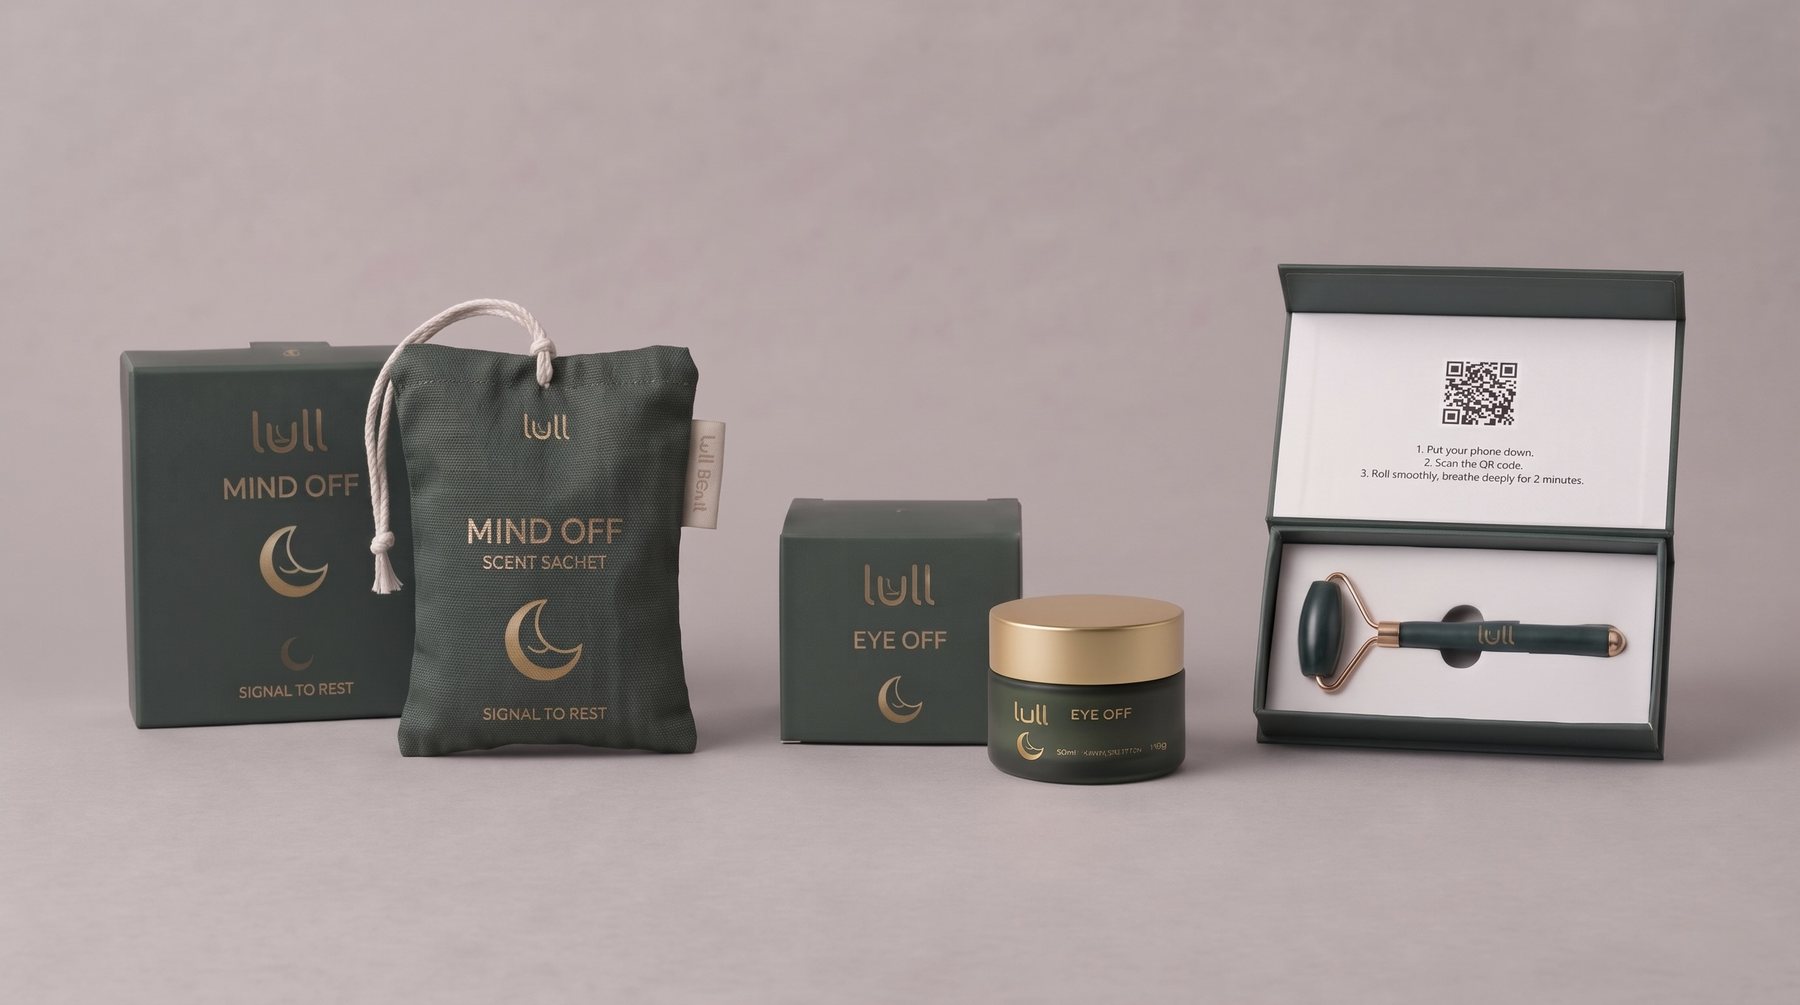 lull
MIND OFF
SIGNAL TO REST
lull
MIND OFF
SCENT SACHET
SIGNAL TO REST
lull
lull
EYE OFF
lull EYE OFF
50ml
1. Put your phone down.
2. Scan the QR code.
3. Roll smoothly, breathe deeply for 2 minutes.
lull